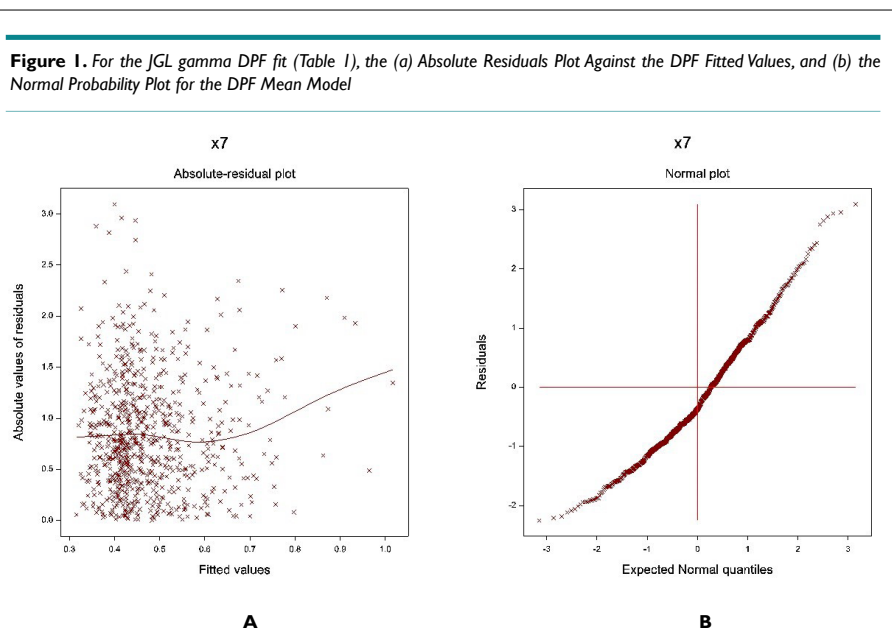 Figure 1. For the JGL gamma DPF fit (Table 1), the (a) Absolute Residuals Plot Against the DPF Fitted Values, and (b) the
Normal Probability Plot for the DPF Mean Model
x7
Absolute-residual plot
Absolute values of residuals
3.0
2.5
2.0
1.5
1.0
0.5
0.0
0.3 0.4 0.5 0.6 0.7 0.8 0.9 1.0
Fitted values
A
x7
Normal plot
Residuals
3
2
1
0
-1
-2
-3 -2 -1 0 1 2 3
Expected Normal quantiles
B